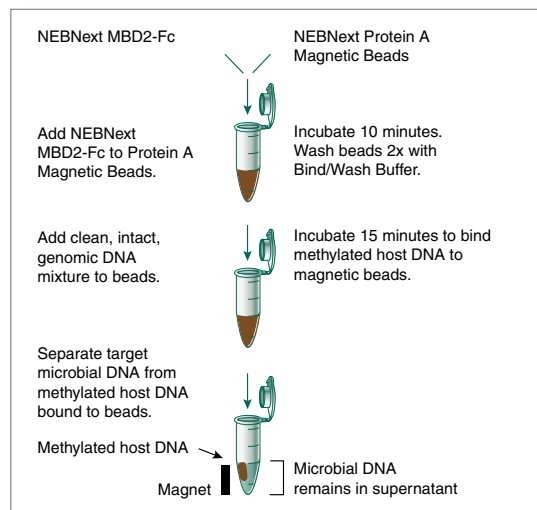 NEBNext MBD2-Fc
NEBNext Protein A
Magnetic Beads
Add NEBNext
MBD2-Fc to Protein A
Magnetic Beads.
Incubate 10 minutes.
Wash beads 2x with
Bind/Wash Buffer.
Add clean, intact,
genomic DNA
mixture to beads.
Incubate 15 minutes to bind
methylated host DNA to
magnetic beads.
Separate target
microbial DNA from
methylated host DNA
bound to beads.
Methylated host DNA
Magnet
Microbial DNA
remains in supernatant